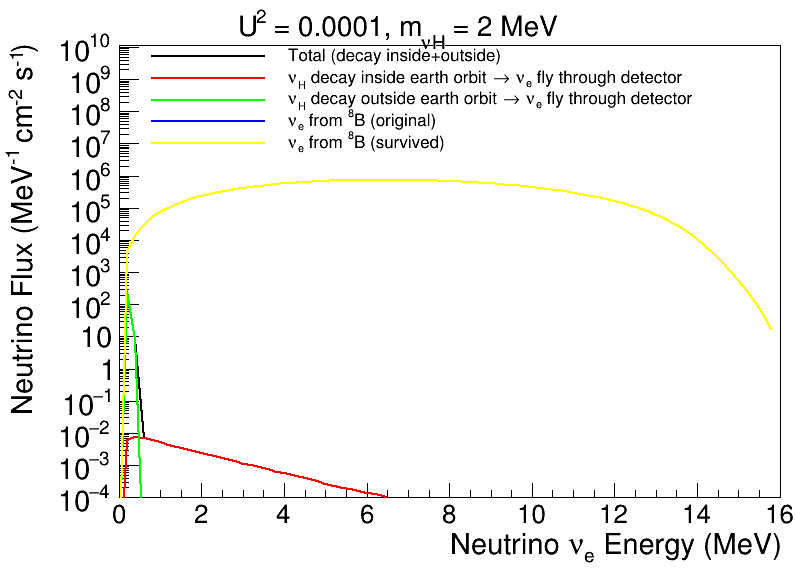 U² = 0.0001, m_νH = 2 MeV
Neutrino Flux (MeV⁻¹ cm⁻² s⁻¹)
10¹⁰
10⁹
10⁸
10⁷
10⁶
10⁵
10⁴
10³
10²
10
1
10⁻¹
10⁻²
10⁻³
10⁻⁴
Total (decay inside+outside)
ν_H decay inside earth orbit → ν_e fly through detector
ν_H decay outside earth orbit → ν_e fly through detector
ν_e from ⁸B (original)
ν_e from ⁸B (survived)
0 2 4 6 8 10 12 14 16
Neutrino ν_e Energy (MeV)